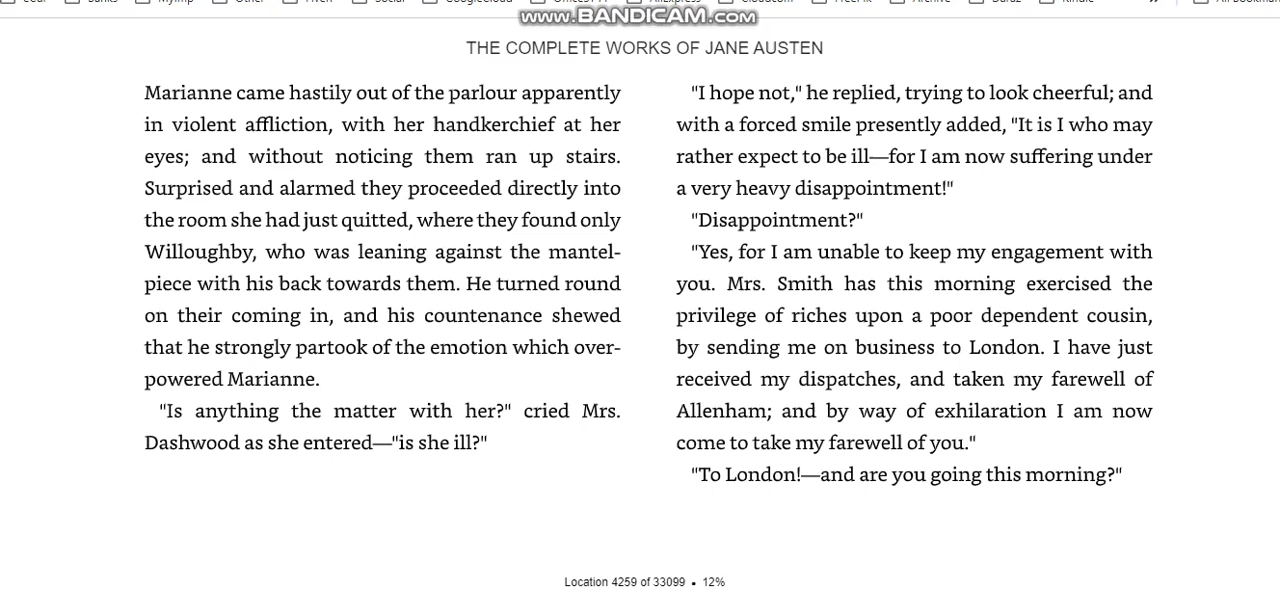 www.BANDICAM.com
THE COMPLETE WORKS OF JANE AUSTEN
Marianne came hastily out of the parlour apparently
in violent affliction, with her handkerchief at her
eyes; and without noticing them ran up stairs.
Surprised and alarmed they proceeded directly into
the room she had just quitted, where they found only
Willoughby, who was leaning against the mantel-
piece with his back towards them. He turned round
on their coming in, and his countenance shewed
that he strongly partook of the emotion which over-
powered Marianne.
"Is anything the matter with her?" cried Mrs.
Dashwood as she entered—"is she ill?"
"I hope not," he replied, trying to look cheerful; and
with a forced smile presently added, "It is I who may
rather expect to be ill—for I am now suffering under
a very heavy disappointment!"
"Disappointment?"
"Yes, for I am unable to keep my engagement with
you. Mrs. Smith has this morning exercised the
privilege of riches upon a poor dependent cousin,
by sending me on business to London. I have just
received my dispatches, and taken my farewell of
Allenham; and by way of exhilaration I am now
come to take my farewell of you."
"To London!—and are you going this morning?"
Location 4259 of 33099 • 12%